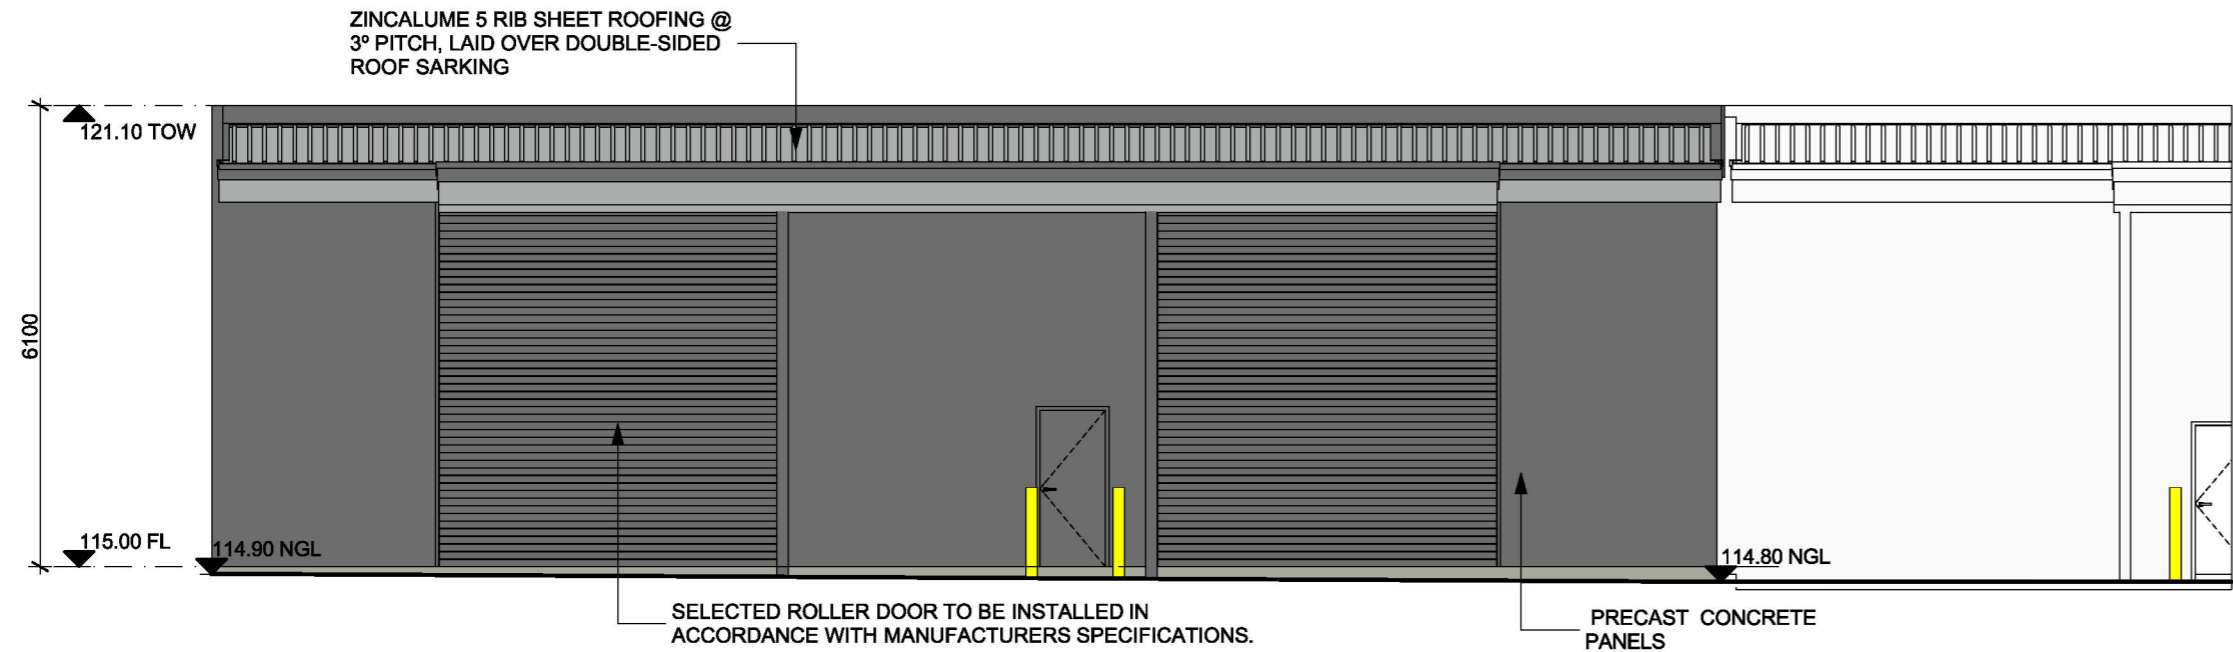 ZINCALUME 5 RIB SHEET ROOFING @
3º PITCH, LAID OVER DOUBLE-SIDED
ROOF SARKING
121.10 TOW
6100
115.00 FL
114.90 NGL
114.80 NGL
SELECTED ROLLER DOOR TO BE INSTALLED IN
ACCORDANCE WITH MANUFACTURERS SPECIFICATIONS.
PRECAST CONCRETE
PANELS